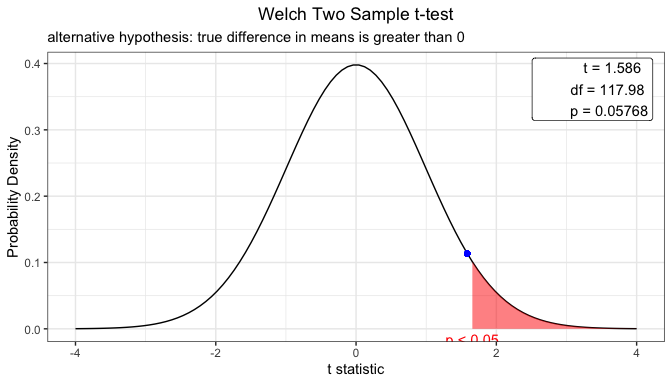 Welch Two Sample t-test
alternative hypothesis: true difference in means is greater than 0
t = 1.586
df = 117.98
p = 0.05768
Probability Density
0.4
0.3
0.2
0.1
0.0
p < 0.05
-4
-2
0
2
4
t statistic